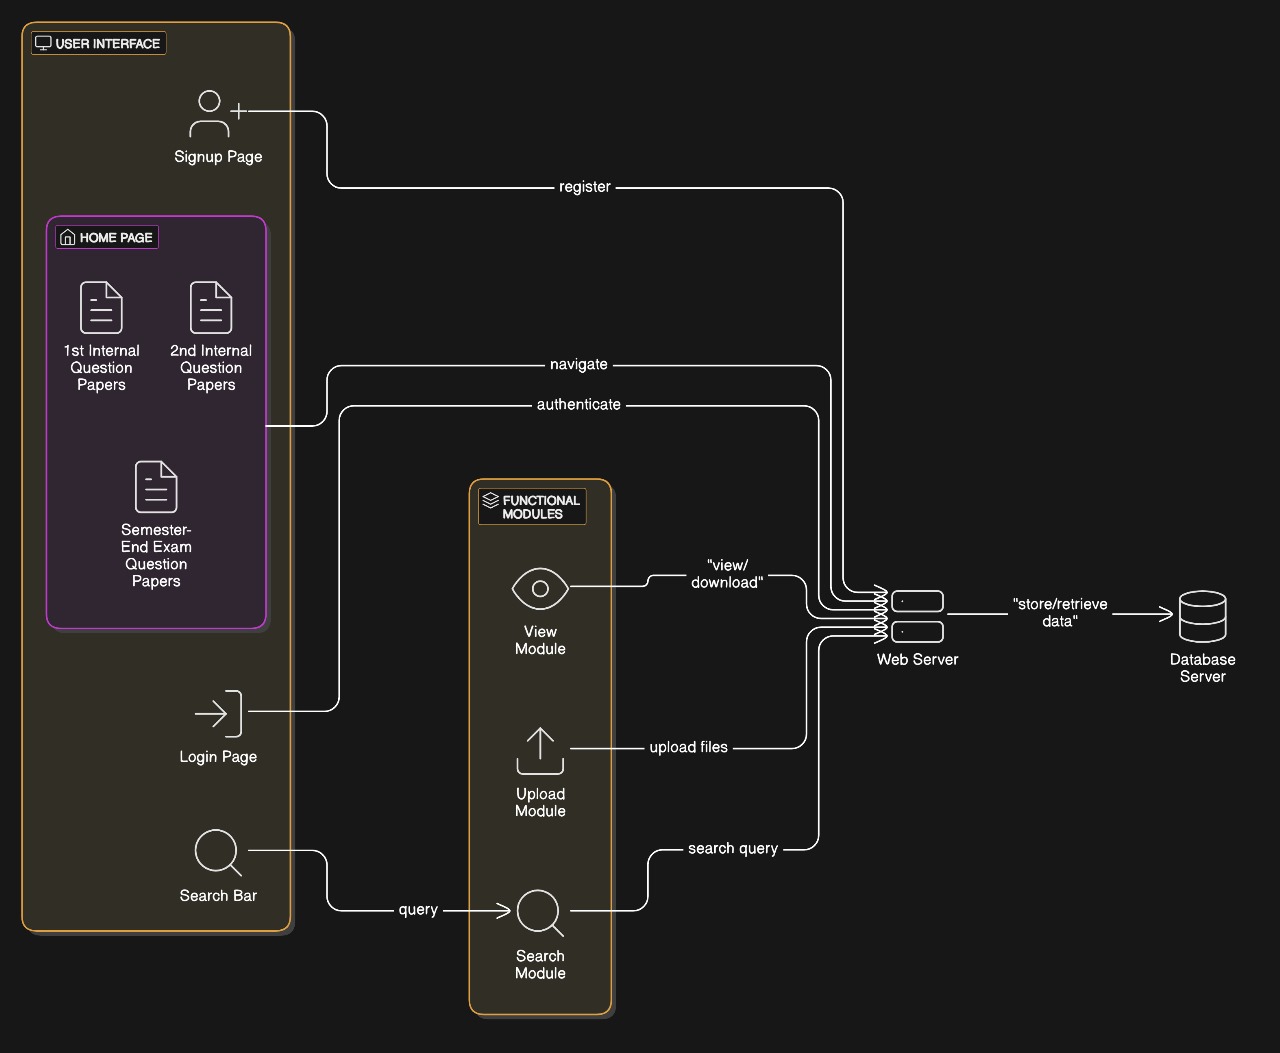 USER INTERFACE
Signup Page
register
HOME PAGE
1st Internal
Question
Papers
2nd Internal
Question
Papers
navigate
authenticate
Semester-
End Exam
Question
Papers
FUNCTIONAL
MODULES
"view/
download"
View
Module
Web Server
"store/retrieve
data"
Database
Server
Login Page
upload files
Upload
Module
search query
Search Bar
query
Search
Module